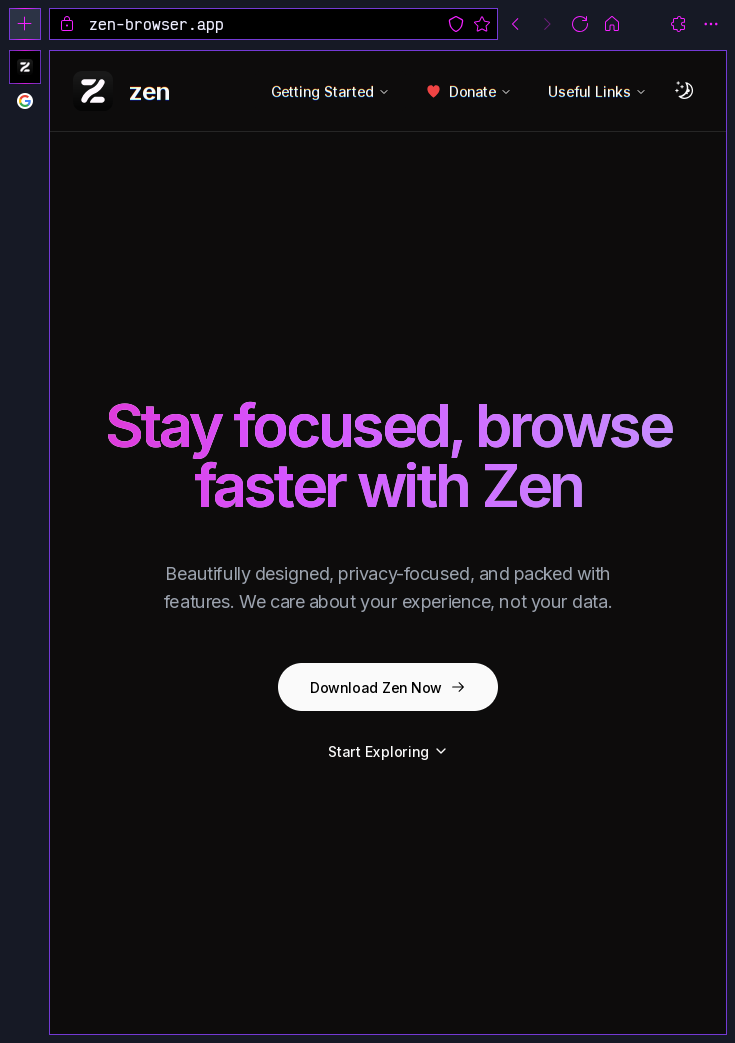 zen-browser.app
zen
Getting Started
Donate
Useful Links
Stay focused, browse
faster with Zen
Beautifully designed, privacy-focused, and packed with
features. We care about your experience, not your data.
Download Zen Now
Start Exploring